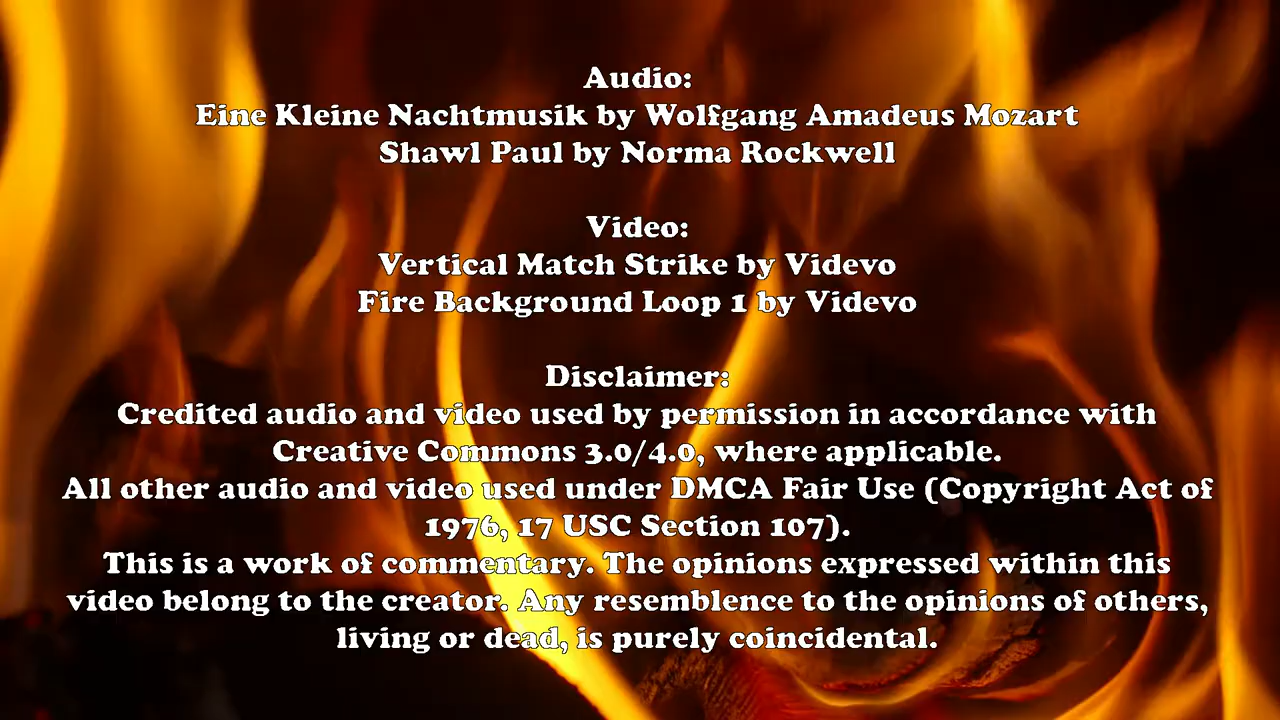 Audio:
Eine Kleine Nachtmusik by Wolfgang Amadeus Mozart
Shawl Paul by Norma Rockwell
Video:
Vertical Match Strike by Videvo
Fire Background Loop 1 by Videvo
Disclaimer:
Credited audio and video used by permission in accordance with
Creative Commons 3.0/4.0, where applicable.
All other audio and video used under DMCA Fair Use (Copyright Act of
1976, 17 USC Section 107).
This is a work of commentary. The opinions expressed within this
video belong to the creator. Any resemblence to the opinions of others,
living or dead, is purely coincidental.